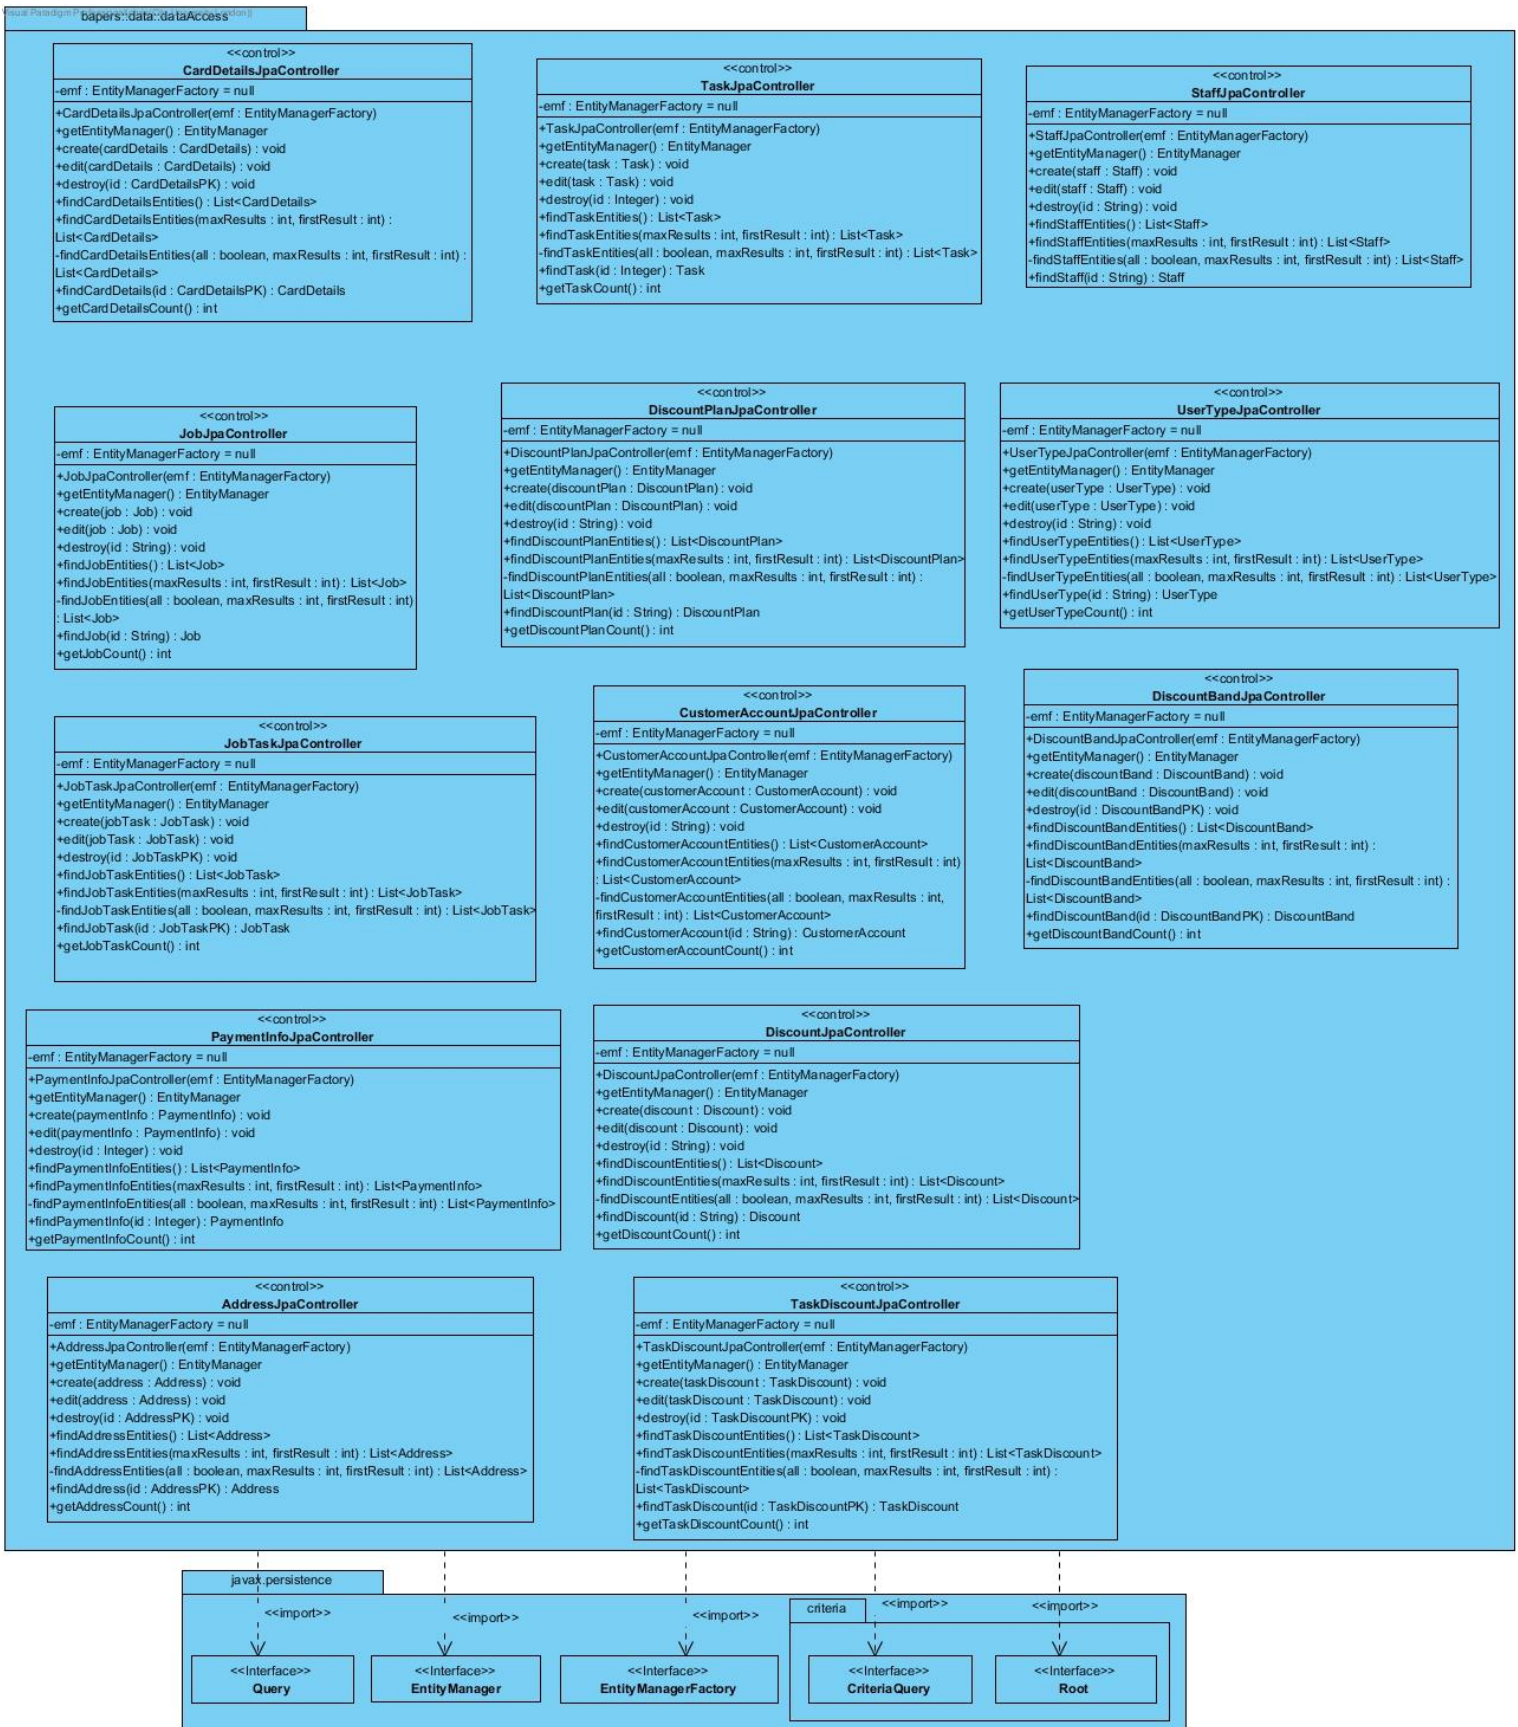 bapers::data::dataAccess
<<control>>
CardDetailsJpaController
-emf : EntityManagerFactory = null
+CardDetailsJpaController(emf : EntityManagerFactory)
+getEntityManager() : EntityManager
+create(cardDetails : CardDetails) : void
+edit(cardDetails : CardDetails) : void
+destroy(id : CardDetailsPK) : void
+findCardDetailsEntities() : List<CardDetails>
+findCardDetailsEntities(maxResults : int, firstResult : int) :
List<CardDetails>
-findCardDetailsEntities(all : boolean, maxResults : int, firstResult : int) :
List<CardDetails>
+findCardDetails(id : CardDetailsPK) : CardDetails
+getCardDetailsCount() : int
<<control>>
TaskJpaController
-emf : EntityManagerFactory = null
+TaskJpaController(emf : EntityManagerFactory)
+getEntityManager() : EntityManager
+create(task : Task) : void
+edit(task : Task) : void
+destroy(id : Integer) : void
+findTaskEntities() : List<Task>
+findTaskEntities(maxResults : int, firstResult : int) : List<Task>
-findTaskEntities(all : boolean, maxResults : int, firstResult : int) : List<Task>
+findTask(id : Integer) : Task
+getTaskCount() : int
<<control>>
StaffJpaController
-emf : EntityManagerFactory = null
+StaffJpaController(emf : EntityManagerFactory)
+getEntityManager() : EntityManager
+create(staff : Staff) : void
+edit(staff : Staff) : void
+destroy(id : String) : void
+findStaffEntities() : List<Staff>
+findStaffEntities(maxResults : int, firstResult : int) : List<Staff>
-findStaffEntities(all : boolean, maxResults : int, firstResult : int) : List<Staff>
+findStaff(id : String) : Staff
<<control>>
JobJpaController
-emf : EntityManagerFactory = null
+JobJpaController(emf : EntityManagerFactory)
+getEntityManager() : EntityManager
+create(job : Job) : void
+edit(job : Job) : void
+destroy(id : String) : void
+findJobEntities() : List<Job>
+findJobEntities(maxResults : int, firstResult : int) : List<Job>
-findJobEntities(all : boolean, maxResults : int, firstResult : int)
: List<Job>
+findJob(id : String) : Job
+getJobCount() : int
<<control>>
DiscountPlanJpaController
-emf : EntityManagerFactory = null
+DiscountPlanJpaController(emf : EntityManagerFactory)
+getEntityManager() : EntityManager
+create(discountPlan : DiscountPlan) : void
+edit(discountPlan : DiscountPlan) : void
+destroy(id : String) : void
+findDiscountPlanEntities() : List<DiscountPlan>
+findDiscountPlanEntities(maxResults : int, firstResult : int) : List<DiscountPlan>
-findDiscountPlanEntities(all : boolean, maxResults : int, firstResult : int) :
List<DiscountPlan>
+findDiscountPlan(id : String) : DiscountPlan
+getDiscountPlanCount() : int
<<control>>
UserTypeJpaController
-emf : EntityManagerFactory = null
+UserTypeJpaController(emf : EntityManagerFactory)
+getEntityManager() : EntityManager
+create(userType : UserType) : void
+edit(userType : UserType) : void
+destroy(id : String) : void
+findUserTypeEntities() : List<UserType>
+findUserTypeEntities(maxResults : int, firstResult : int) : List<UserType>
-findUserTypeEntities(all : boolean, maxResults : int, firstResult : int) : List<UserType>
+findUserType(id : String) : UserType
+getUserTypeCount() : int
<<control>>
JobTaskJpaController
-emf : EntityManagerFactory = null
+JobTaskJpaController(emf : EntityManagerFactory)
+getEntityManager() : EntityManager
+create(jobTask : JobTask) : void
+edit(jobTask : JobTask) : void
+destroy(id : JobTaskPK) : void
+findJobTaskEntities() : List<JobTask>
+findJobTaskEntities(maxResults : int, firstResult : int) : List<JobTask>
-findJobTaskEntities(all : boolean, maxResults : int, firstResult : int) : List<JobTask>
+findJobTask(id : JobTaskPK) : JobTask
+getJobTaskCount() : int
<<control>>
CustomerAccountJpaController
-emf : EntityManagerFactory = null
+CustomerAccountJpaController(emf : EntityManagerFactory)
+getEntityManager() : EntityManager
+create(customerAccount : CustomerAccount) : void
+edit(customerAccount : CustomerAccount) : void
+destroy(id : String) : void
+findCustomerAccountEntities() : List<CustomerAccount>
+findCustomerAccountEntities(maxResults : int, firstResult : int)
: List<CustomerAccount>
-findCustomerAccountEntities(all : boolean, maxResults : int,
firstResult : int) : List<CustomerAccount>
+findCustomerAccount(id : String) : CustomerAccount
+getCustomerAccountCount() : int
<<control>>
DiscountBandJpaController
-emf : EntityManagerFactory = null
+DiscountBandJpaController(emf : EntityManagerFactory)
+getEntityManager() : EntityManager
+create(discountBand : DiscountBand) : void
+edit(discountBand : DiscountBand) : void
+destroy(id : DiscountBandPK) : void
+findDiscountBandEntities() : List<DiscountBand>
+findDiscountBandEntities(maxResults : int, firstResult : int) :
List<DiscountBand>
-findDiscountBandEntities(all : boolean, maxResults : int, firstResult : int) :
List<DiscountBand>
+findDiscountBand(id : DiscountBandPK) : DiscountBand
+getDiscountBandCount() : int
<<control>>
PaymentInfoJpaController
-emf : EntityManagerFactory = null
+PaymentInfoJpaController(emf : EntityManagerFactory)
+getEntityManager() : EntityManager
+create(paymentInfo : PaymentInfo) : void
+edit(paymentInfo : PaymentInfo) : void
+destroy(id : Integer) : void
+findPaymentInfoEntities() : List<PaymentInfo>
+findPaymentInfoEntities(maxResults : int, firstResult : int) : List<PaymentInfo>
-findPaymentInfoEntities(all : boolean, maxResults : int, firstResult : int) : List<PaymentInfo>
+findPaymentInfo(id : Integer) : PaymentInfo
+getPaymentInfoCount() : int
<<control>>
DiscountJpaController
-emf : EntityManagerFactory = null
+DiscountJpaController(emf : EntityManagerFactory)
+getEntityManager() : EntityManager
+create(discount : Discount) : void
+edit(discount : Discount) : void
+destroy(id : String) : void
+findDiscountEntities() : List<Discount>
+findDiscountEntities(maxResults : int, firstResult : int) : List<Discount>
-findDiscountEntities(all : boolean, maxResults : int, firstResult : int) : List<Discount>
+findDiscount(id : String) : Discount
+getDiscountCount() : int
<<control>>
AddressJpaController
-emf : EntityManagerFactory = null
+AddressJpaController(emf : EntityManagerFactory)
+getEntityManager() : EntityManager
+create(address : Address) : void
+edit(address : Address) : void
+destroy(id : AddressPK) : void
+findAddressEntities() : List<Address>
+findAddressEntities(maxResults : int, firstResult : int) : List<Address>
-findAddressEntities(all : boolean, maxResults : int, firstResult : int) : List<Address>
+findAddress(id : AddressPK) : Address
+getAddressCount() : int
<<control>>
TaskDiscountJpaController
-emf : EntityManagerFactory = null
+TaskDiscountJpaController(emf : EntityManagerFactory)
+getEntityManager() : EntityManager
+create(taskDiscount : TaskDiscount) : void
+edit(taskDiscount : TaskDiscount) : void
+destroy(id : TaskDiscountPK) : void
+findTaskDiscountEntities() : List<TaskDiscount>
+findTaskDiscountEntities(maxResults : int, firstResult : int) : List<TaskDiscount>
-findTaskDiscountEntities(all : boolean, maxResults : int, firstResult : int) :
List<TaskDiscount>
+findTaskDiscount(id : TaskDiscountPK) : TaskDiscount
+getTaskDiscountCount() : int
javax.persistence
<<import>>
<<import>>
<<import>>
criteria
<<import>>
<<import>>
<<Interface>>
Query
<<Interface>>
EntityManager
<<Interface>>
EntityManagerFactory
<<Interface>>
CriteriaQuery
<<Interface>>
Root